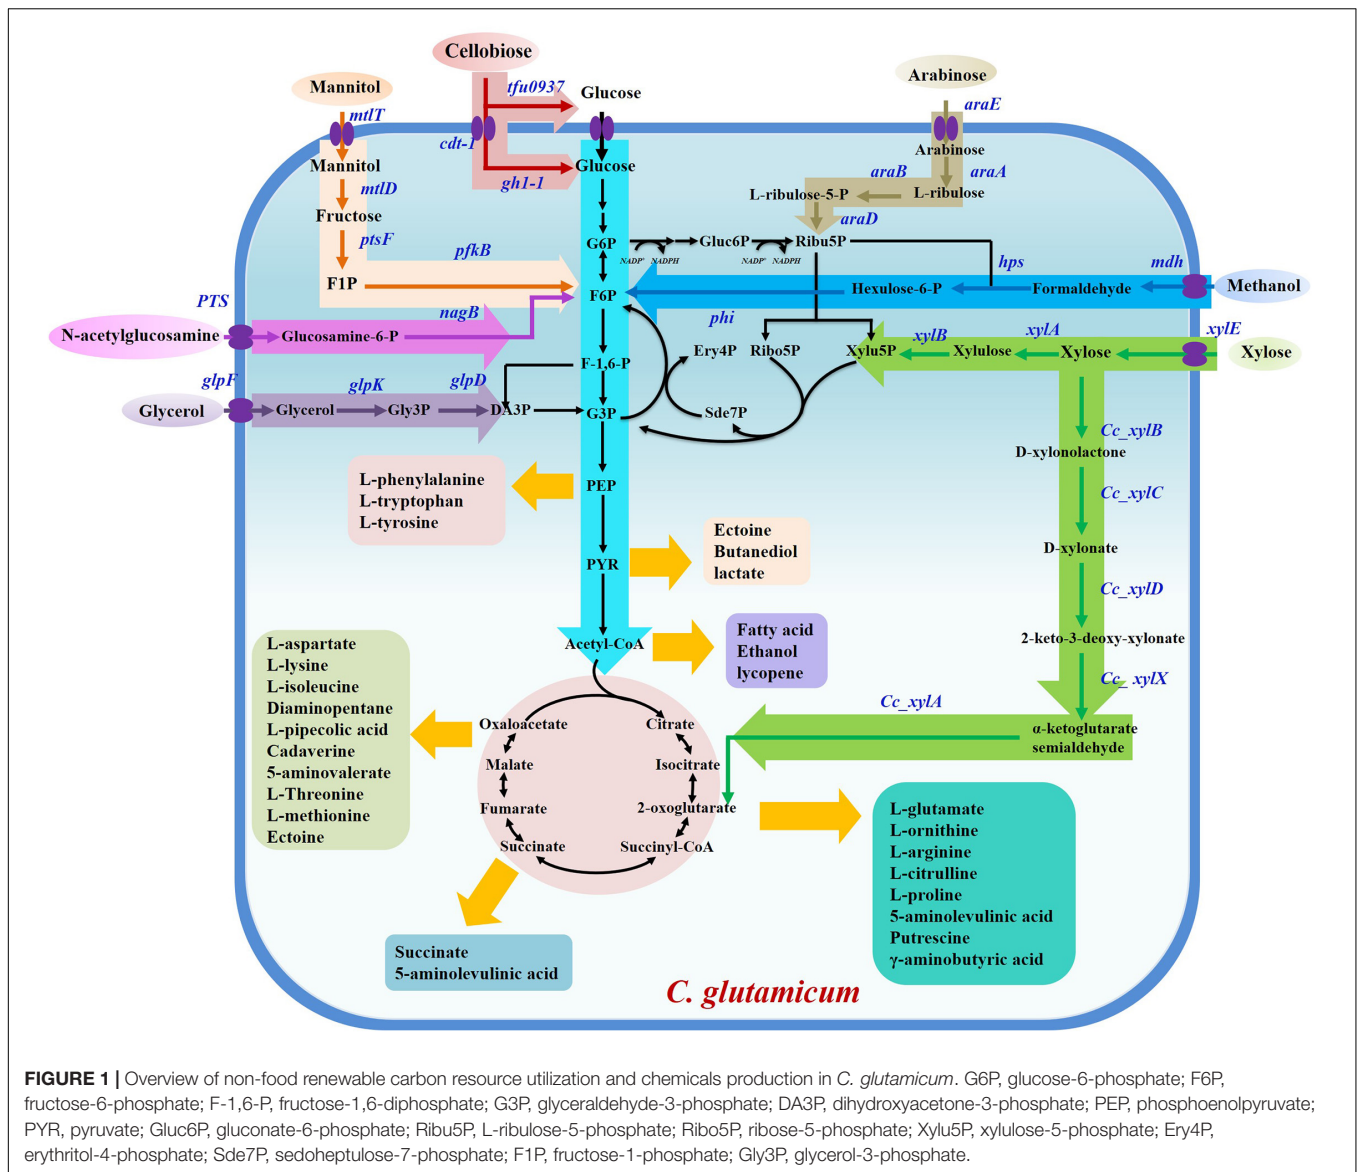 Cellobiose
Mannitol
tfu0937
Glucose
Arabinose
mtlT
araE
cdt-1
Mannitol
Glucose
Arabinose
gh1-1
araB
araA
mtlD
L-ribulose-5-P
L-ribulose
Fructose
araD
ptsF
pfkB
G6P
Gluc6P
Ribu5P
NADP+ NADPH
NADP+ NADPH
hps
mdh
F1P
F6P
Hexulose-6-P
Formaldehyde
Methanol
PTS
nagB
phi
N-acetylglucosamine
Glucosamine-6-P
xylB
xylA
xylE
Ery4P
Ribo5P
Xylu5P
Xylulose
Xylose
Xylose
F-1,6-P
glpF
glpK
glpD
Glycerol
Glycerol
Gly3P
DA3P
G3P
Sde7P
Cc_xylB
D-xylonolactone
L-phenylalanine
L-tryptophan
L-tyrosine
PEP
Cc_xylC
Ectoine
Butanediol
lactate
PYR
D-xylonate
Cc_xylD
Fatty acid
Ethanol
lycopene
Acetyl-CoA
2-keto-3-deoxy-xylonate
L-aspartate
L-lysine
L-isoleucine
Diaminopentane
L-pipecolic acid
Cadaverine
5-aminovalerate
L-Threonine
L-methionine
Ectoine
Cc_xylX
Cc_xylA
Oxaloacetate
Citrate
α-ketoglutarate
semialdehyde
Malate
Isocitrate
Fumarate
2-oxoglutarate
Succinate
Succinyl-CoA
L-glutamate
L-ornithine
L-arginine
L-citrulline
L-proline
5-aminolevulinic acid
Putrescine
γ-aminobutyric acid
Succinate
5-aminolevulinic acid
C. glutamicum
FIGURE 1 | Overview of non-food renewable carbon resource utilization and chemicals production in C. glutamicum. G6P, glucose-6-phosphate; F6P,
fructose-6-phosphate; F-1,6-P, fructose-1,6-diphosphate; G3P, glyceraldehyde-3-phosphate; DA3P, dihydroxyacetone-3-phosphate; PEP, phosphoenolpyruvate;
PYR, pyruvate; Gluc6P, gluconate-6-phosphate; Ribu5P, L-ribulose-5-phosphate; Ribo5P, ribose-5-phosphate; Xylu5P, xylulose-5-phosphate; Ery4P,
erythritol-4-phosphate; Sde7P, sedoheptulose-7-phosphate; F1P, fructose-1-phosphate; Gly3P, glycerol-3-phosphate.